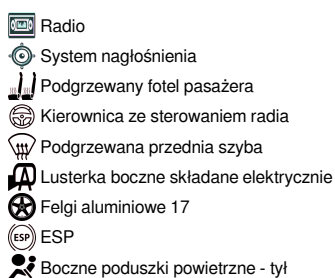 Radio
System nagłośnienia
Podgrzewany fotel pasażera
Kierownica ze sterowaniem radia
Podgrzewana przednia szyba
Lusterka boczne składane elektrycznie
Felgi aluminiowe 17
ESP ESP
Boczne poduszki powietrzne - tył